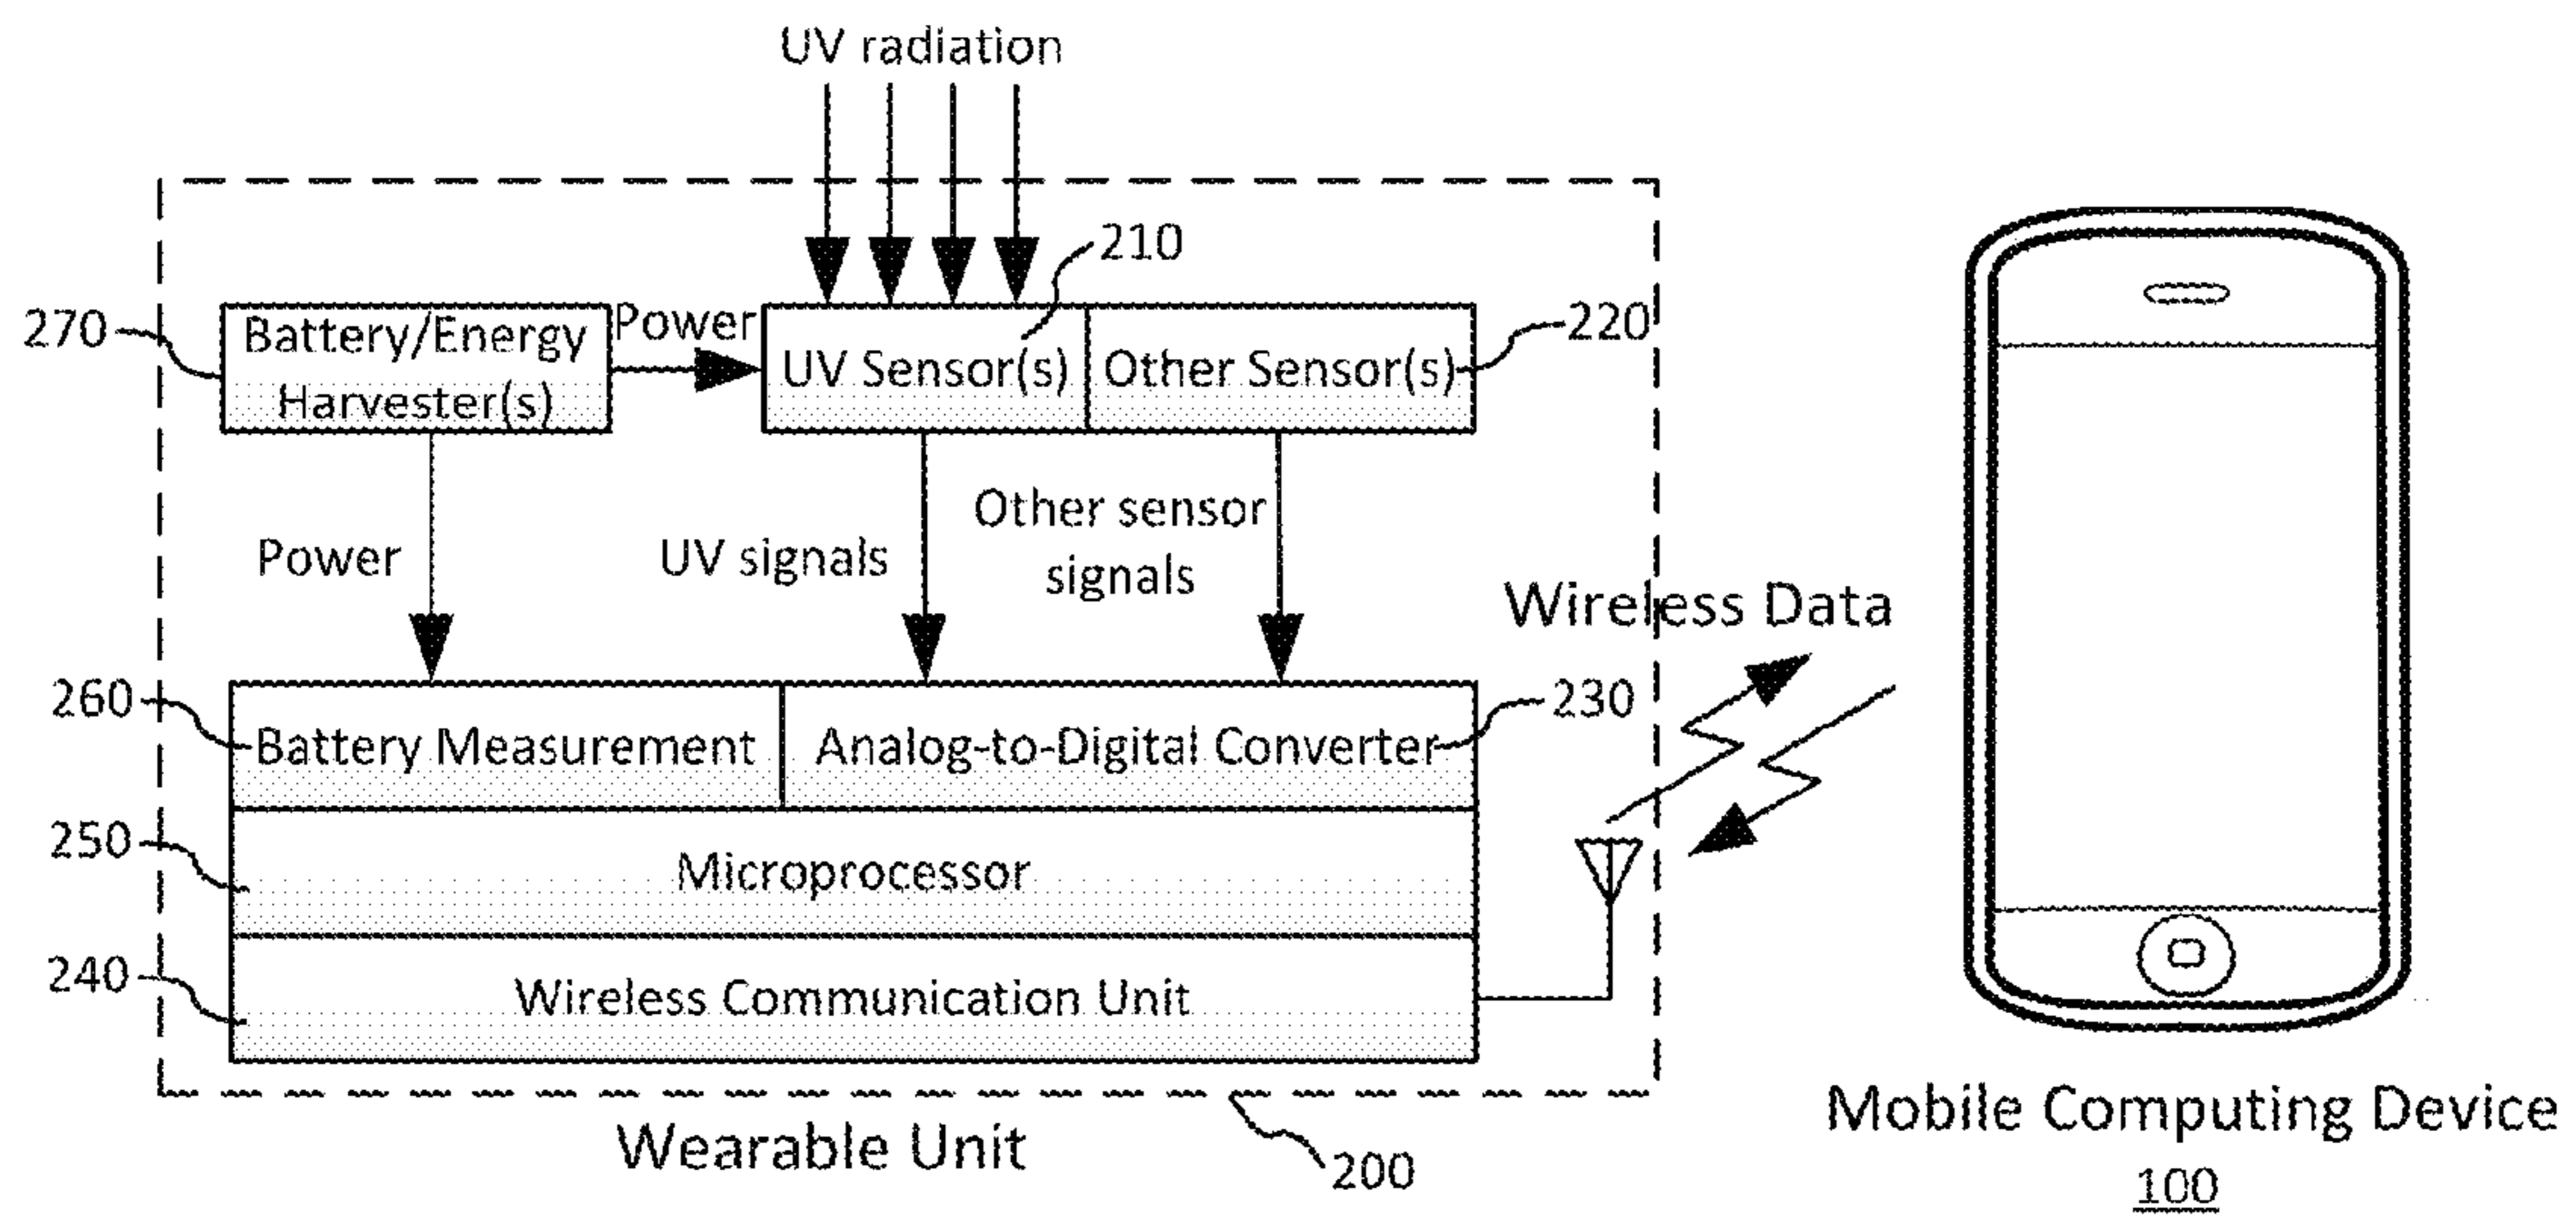 UV radiation
210
270
Battery/Energy
Harvester(s)
Power
UV Sensor(s)
Other Sensor(s)
220
Power
UV signals
Other sensor
signals
Wireless Data
260
Battery Measurement
Analog-to-Digital Converter
230
250
Microprocessor
240
Wireless Communication Unit
Wearable Unit
200
Mobile Computing Device
100